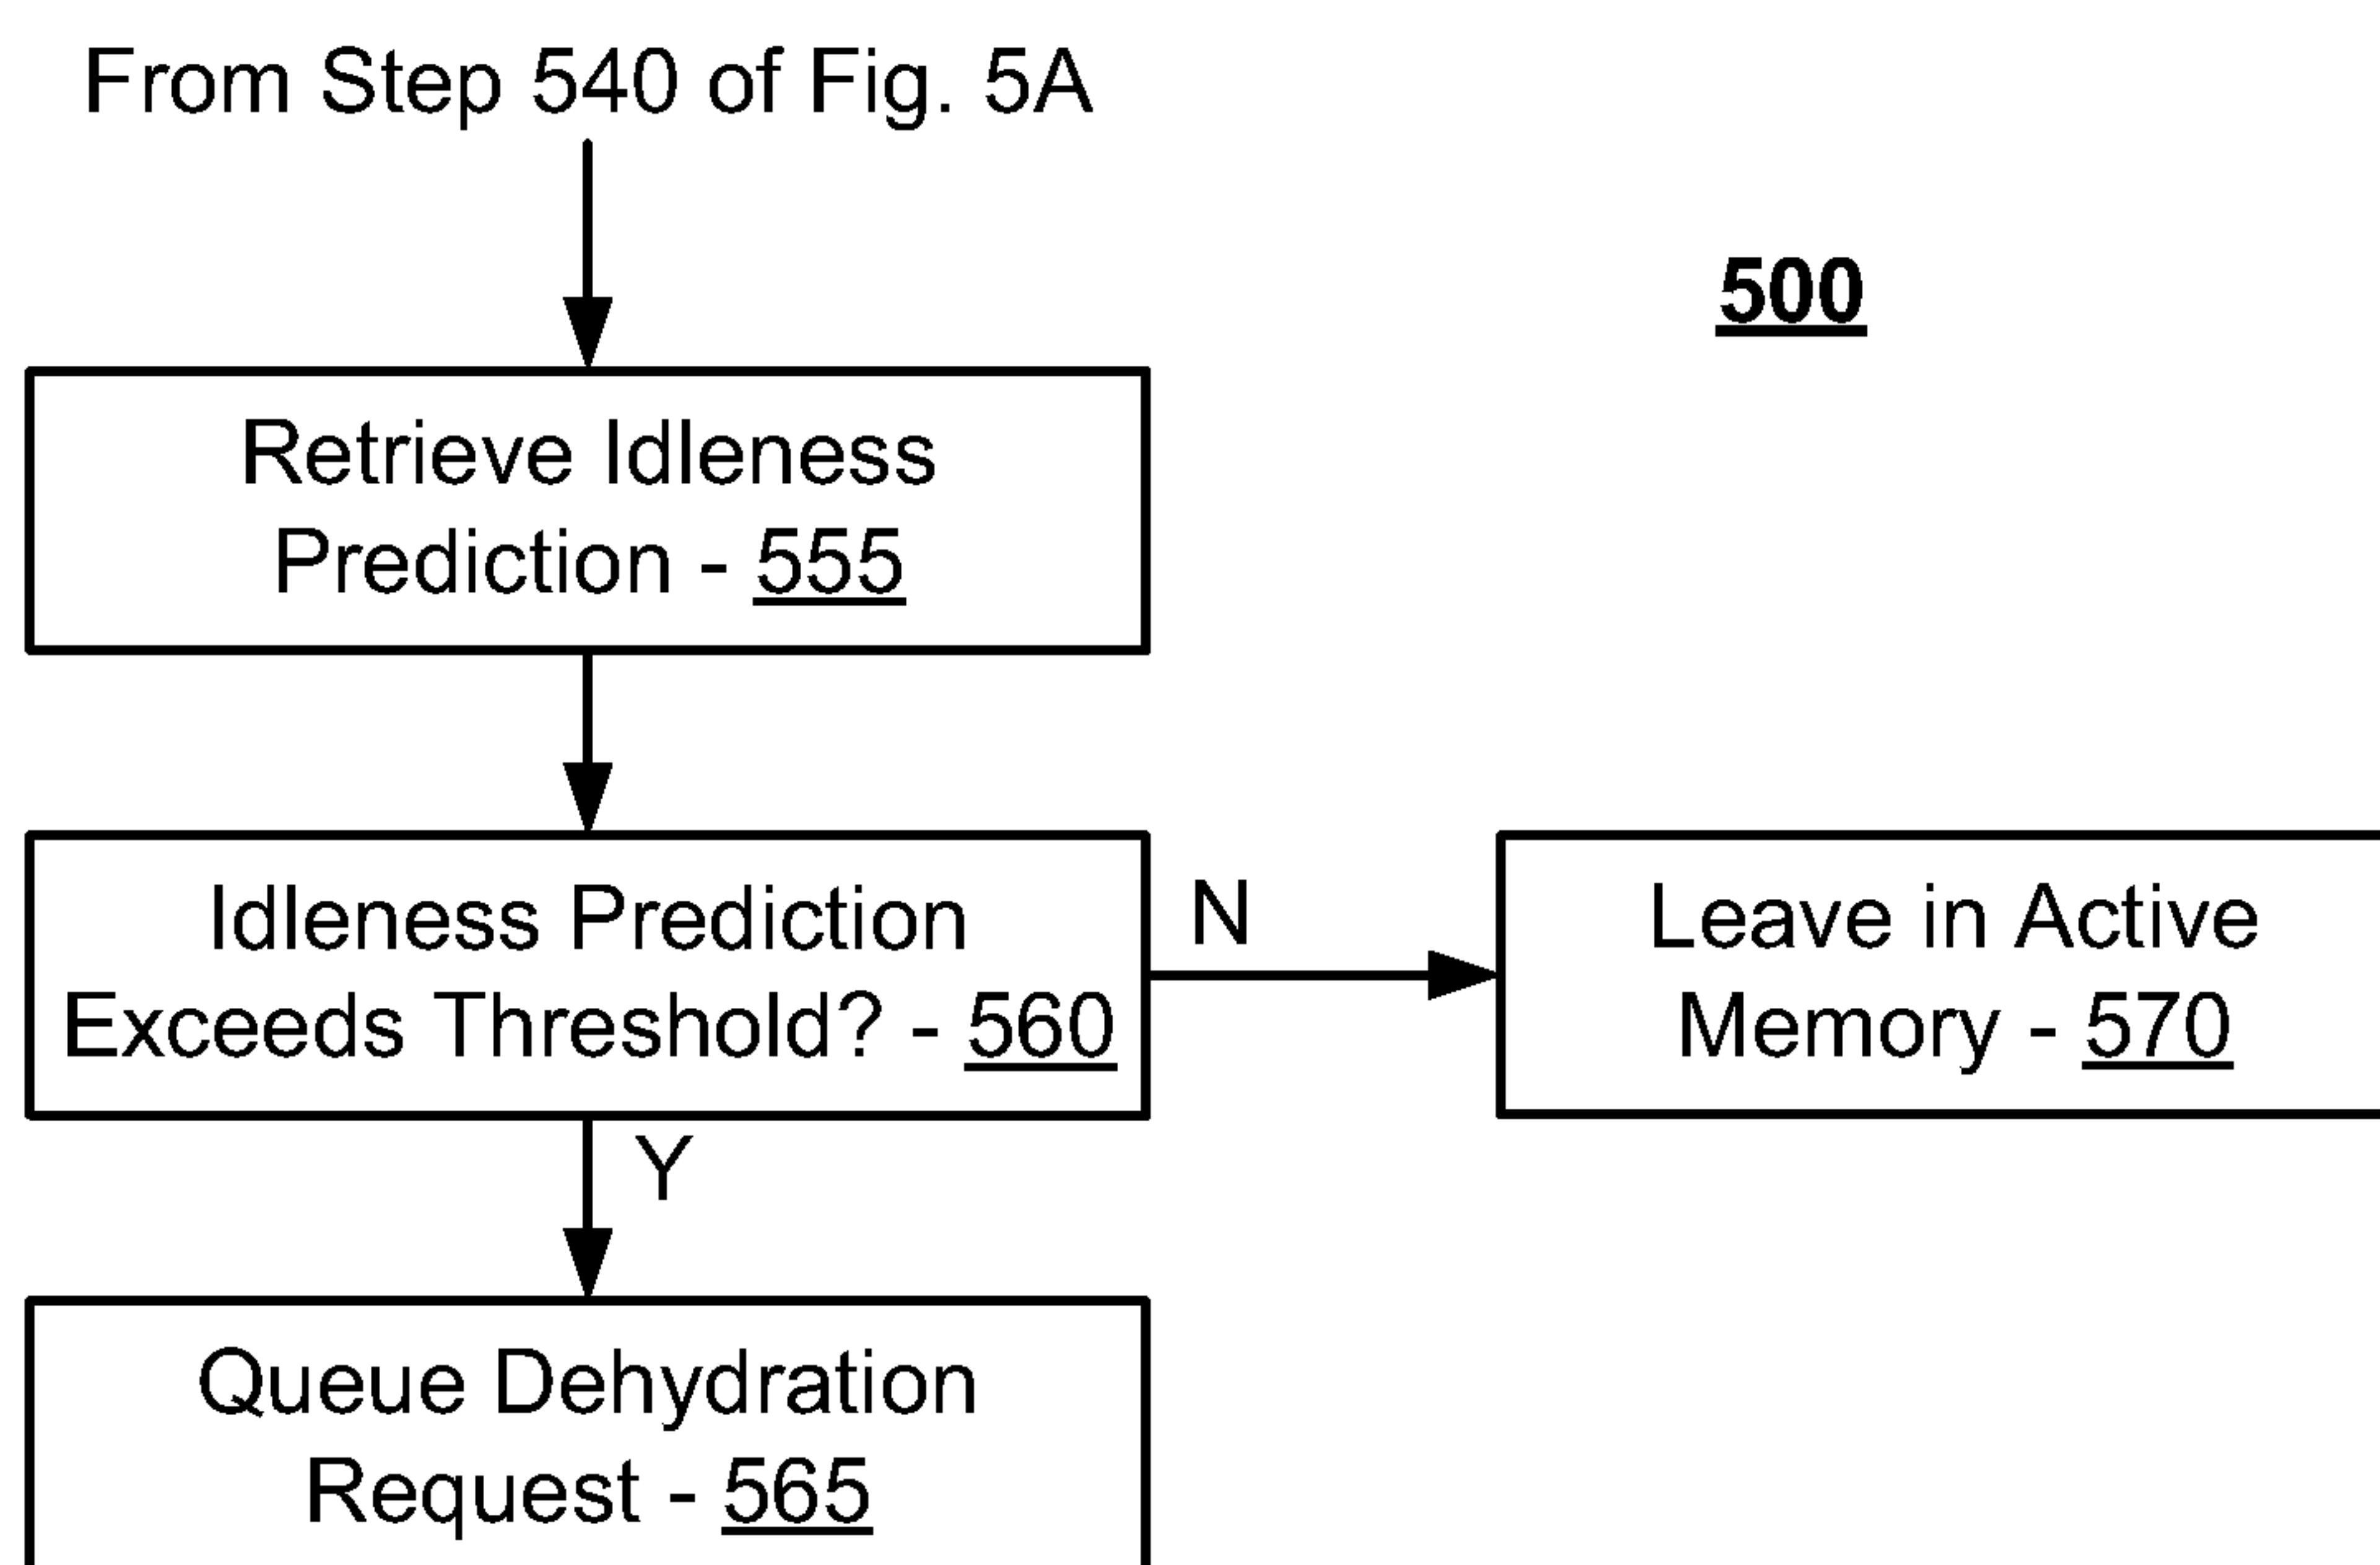 From Step 540 of Fig. 5A
500
Retrieve Idleness
Prediction - 555
Idleness Prediction
Exceeds Threshold? - 560
N
Leave in Active
Memory - 570
Y
Queue Dehydration
Request - 565